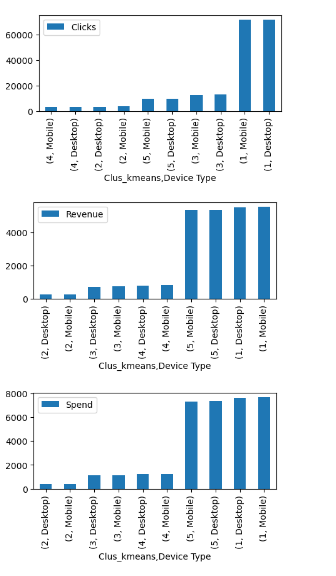 Clicks
60000
40000
20000
0
(4, Mobile)
(4, Desktop)
(2, Desktop)
(2, Mobile)
(5, Mobile)
(5, Desktop)
(3, Mobile)
(3, Desktop)
(1, Mobile)
(1, Desktop)
Clus_kmeans,Device Type
Revenue
4000
2000
0
(2, Desktop)
(2, Mobile)
(3, Desktop)
(3, Mobile)
(4, Desktop)
(4, Mobile)
(5, Mobile)
(5, Desktop)
(1, Desktop)
(1, Mobile)
Clus_kmeans,Device Type
8000
Spend
6000
4000
2000
0
(2, Desktop)
(2, Mobile)
(3, Desktop)
(3, Mobile)
(4, Desktop)
(4, Mobile)
(5, Mobile)
(5, Desktop)
(1, Desktop)
(1, Mobile)
Clus_kmeans,Device Type